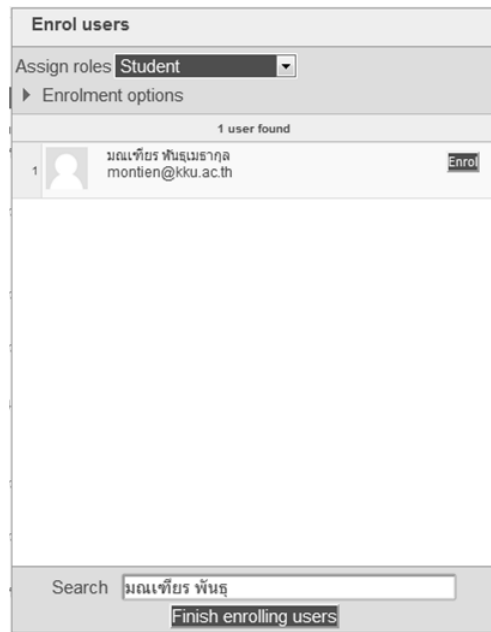 Enrol users
Assign roles Student
Enrolment options
1 user found
1
มณเฑียร พันธุเมธากุล
montien@kku.ac.th
Enrol
Search มณเฑียร พันธุ
Finish enrolling users